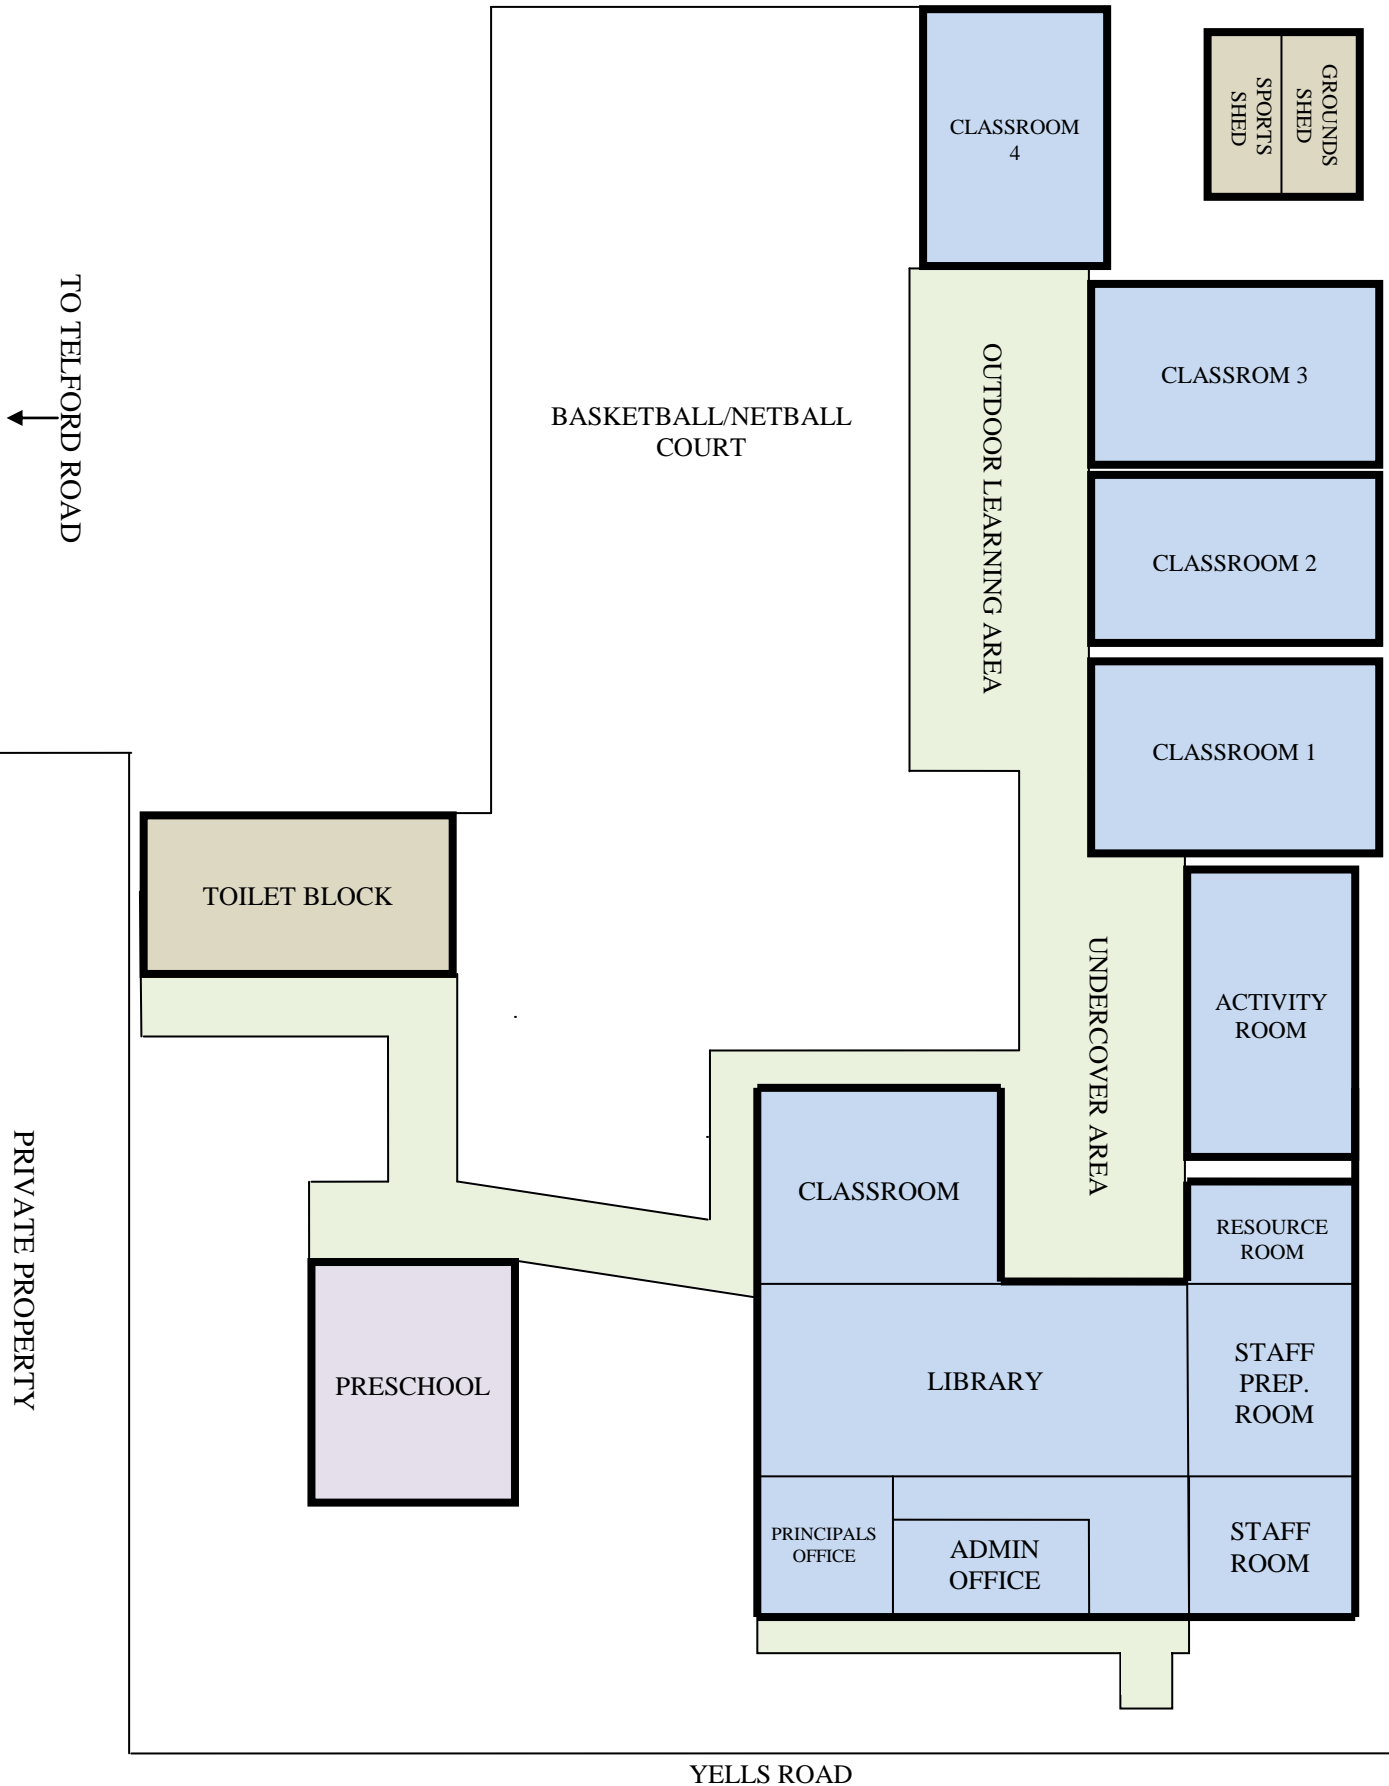 CLASSROOM
4
GROUNDS
SHED
SPORTS
SHED
TO TELFORD ROAD
BASKETBALL/NETBALL
COURT
OUTDOOR LEARNING AREA
CLASSROM 3
CLASSROOM 2
CLASSROOM 1
TOILET BLOCK
UNDERCOVER AREA
ACTIVITY
ROOM
PRIVATE PROPERTY
CLASSROOM
RESOURCE
ROOM
PRESCHOOL
LIBRARY
STAFF
PREP.
ROOM
PRINCIPALS
OFFICE
ADMIN
OFFICE
STAFF
ROOM
YELLS ROAD